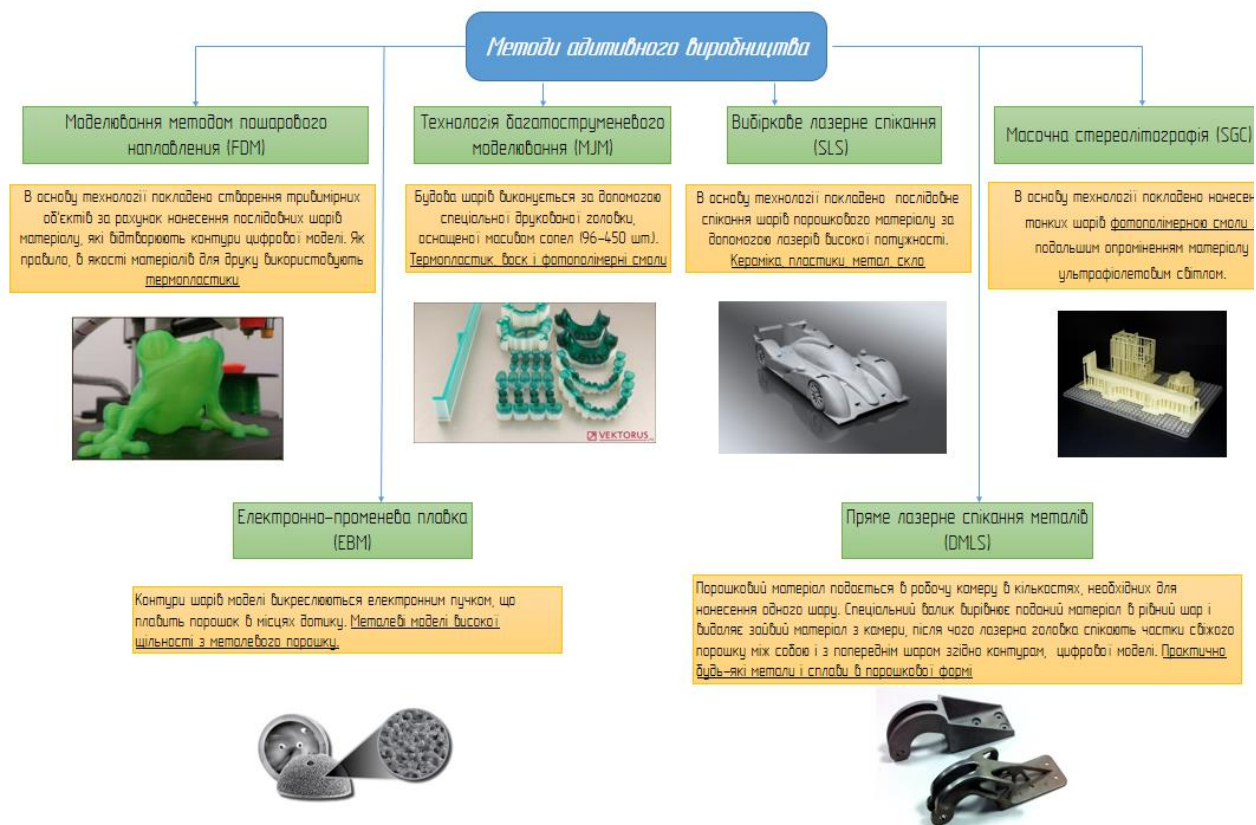 Методи адитивного виробництва
Моделювання методом пошарового
наплавлення (FDM)
В основу технології покладено створення тривимірних
об'єктів за рахунок нанесення послідовних шарів
матеріалу, які відтворюють контури цифрової моделі. Як
правило, в якості матеріалів для друку використовують
термопластики
Технологія багатоструменевого
моделювання (MJM)
Будова шарів виконується за допомогою
спеціальної друкованої головки,
оснащеної масивом сопел (96-450 шт.).
Термопластик, воск і фотополімерні смоли
VEKTORUS
Вибіркове лазерне спікання
(SLS)
В основу технології покладено послідовне
спікання шарів порошкового матеріалу за
допомогою лазерів високої потужності.
Кераміка, пластики, метал, скло
Масочна стереолітографія (SGC)
В основу технології покладено нанесен
тонких шарів фотополімерною смоли
подальшим опроміненням матеріалу
ультрафіолетовим світлом.
Електронно-променева плавка
(EBM)
Контури шарів моделі викреслюються електронним пучком, що
плавить порошок в місцях дотику. Металеві моделі високої
щільності з металевого порошку.
Пряме лазерне спікання металів
(DMLS)
Порошковий матеріал подається в робочу камеру в кількостях, необхідних для
нанесення одного шару. Спеціальний валик вирівнює поданий матеріал в рівний шар і
видаляє зайвий матеріал з камери, після чого лазерна головка спікають частки свіжого
порошку між собою і з попереднім шаром згідно контурам, цифрової моделі. Практично
будь-які метали і сплави в порошкової формі